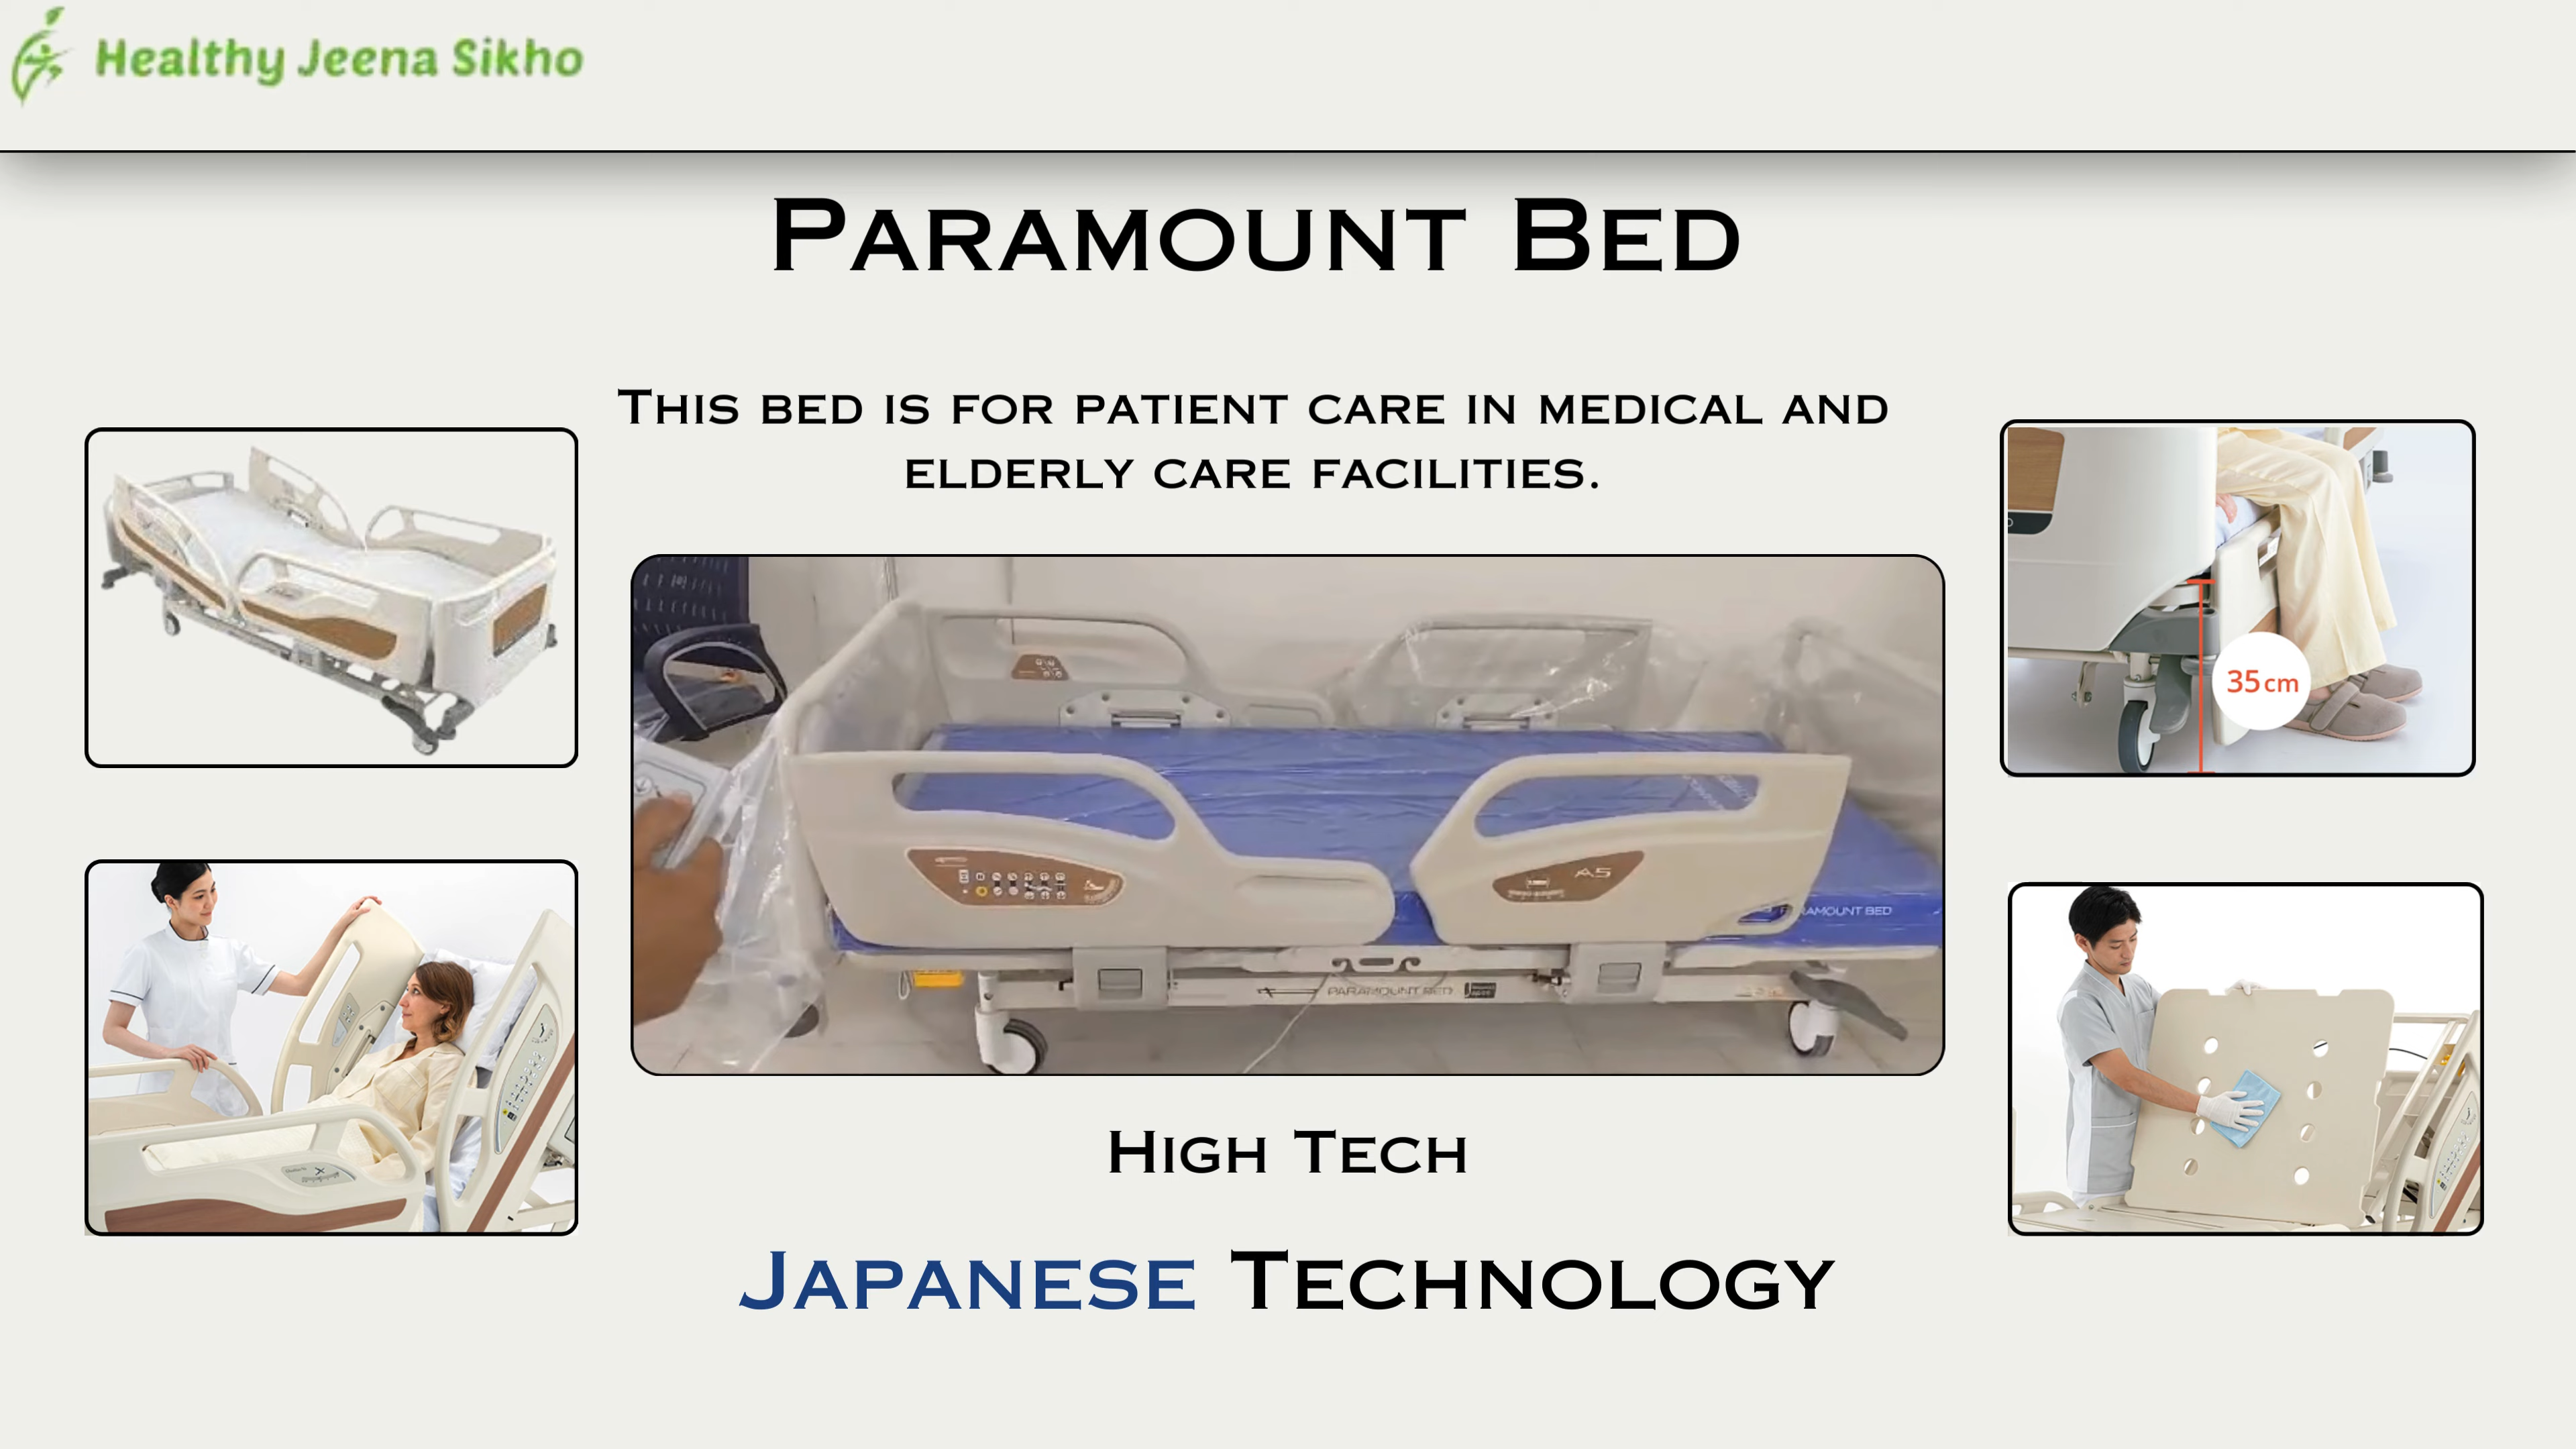 Healthy Jeena Sikho
Paramount Bed
This bed is for patient care in medical and
elderly care facilities.
35cm
A5
PARAMOUNT BED
PARAMOUNT BED
High Tech
Japanese Technology